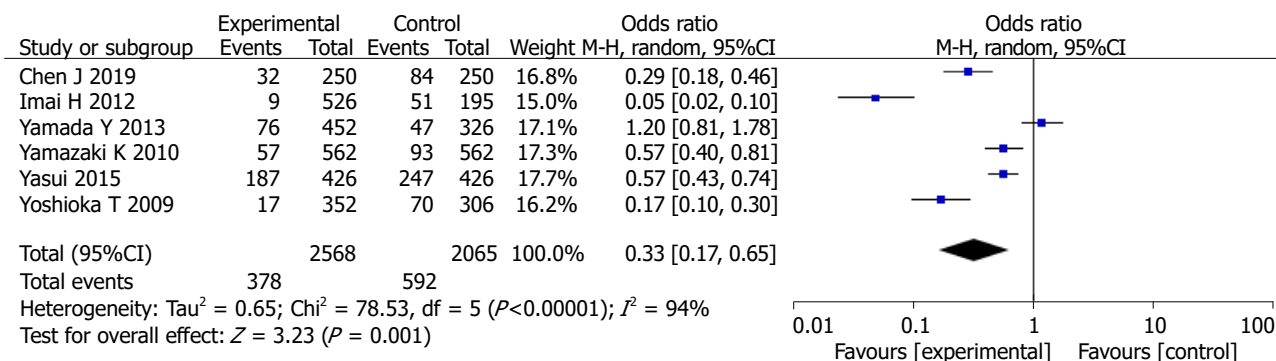 Experimental Control Odds ratio Odds ratio
Study or subgroup Events Total Events Total Weight M-H, random, 95%CI M-H, random, 95%CI
Chen J 2019 32 250 84 250 16.8% 0.29 [0.18, 0.46]
Imai H 2012 9 526 51 195 15.0% 0.05 [0.02, 0.10]
Yamada Y 2013 76 452 47 326 17.1% 1.20 [0.81, 1.78]
Yamazaki K 2010 57 562 93 562 17.3% 0.57 [0.40, 0.81]
Yasui 2015 187 426 247 426 17.7% 0.57 [0.43, 0.74]
Yoshioka T 2009 17 352 70 306 16.2% 0.17 [0.10, 0.30]
Total (95%CI) 2568 2065 100.0% 0.33 [0.17, 0.65]
Total events 378 592
Heterogeneity: Tau² = 0.65; Chi² = 78.53, df = 5 (P<0.00001); I² = 94%
Test for overall effect: Z = 3.23 (P = 0.001)
0.01 0.1 1 10 100
Favours [experimental] Favours [control]